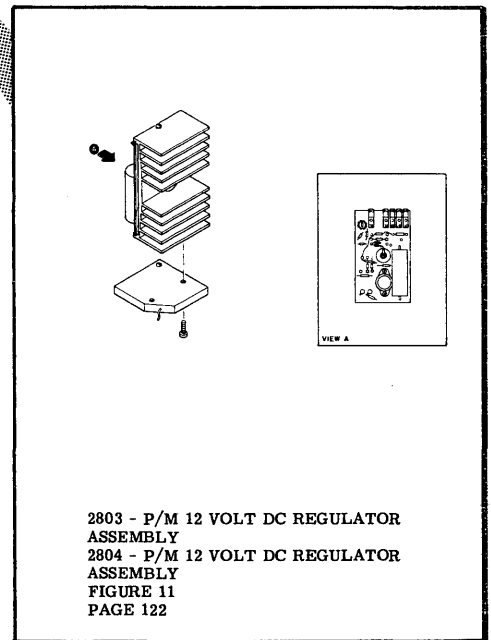 VIEW A
2803 - P/M 12 VOLT DC REGULATOR
ASSEMBLY
2804 - P/M 12 VOLT DC REGULATOR
ASSEMBLY
FIGURE 11
PAGE 122